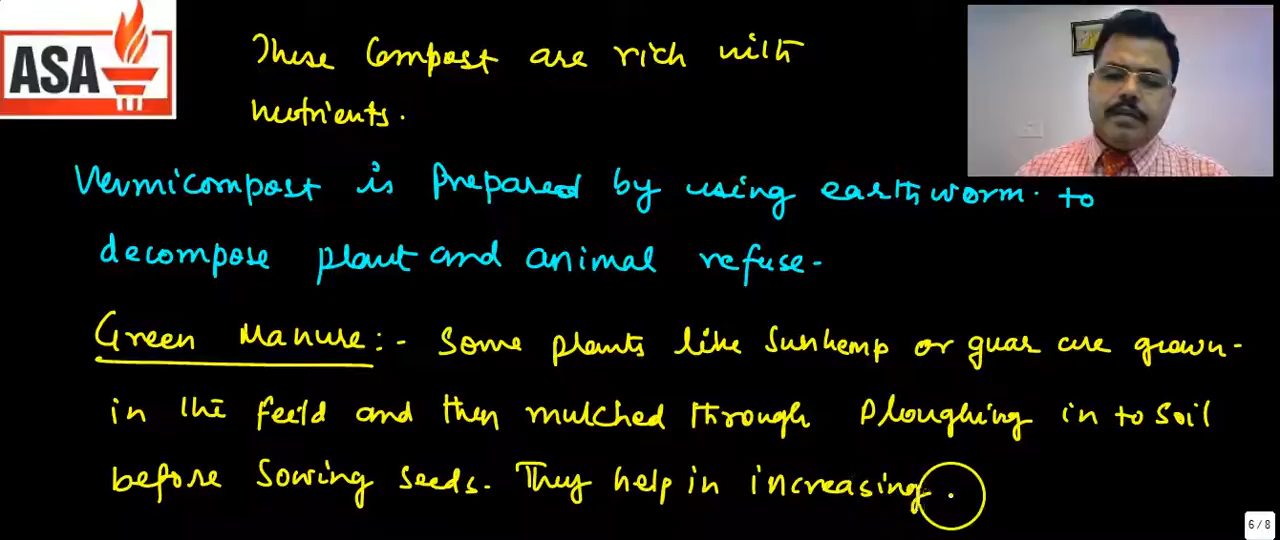 ASA
These Compost are rich with
nutrients.
Vermicompost is prepared by using earthworm. to
decompose plant and animal refuse.
Green Manure:- Some plants like Sunhemp or guar are grown-
in the feild and then mulched through Ploughing in to Soil
before Sowing seeds. They help in increasing
6/8